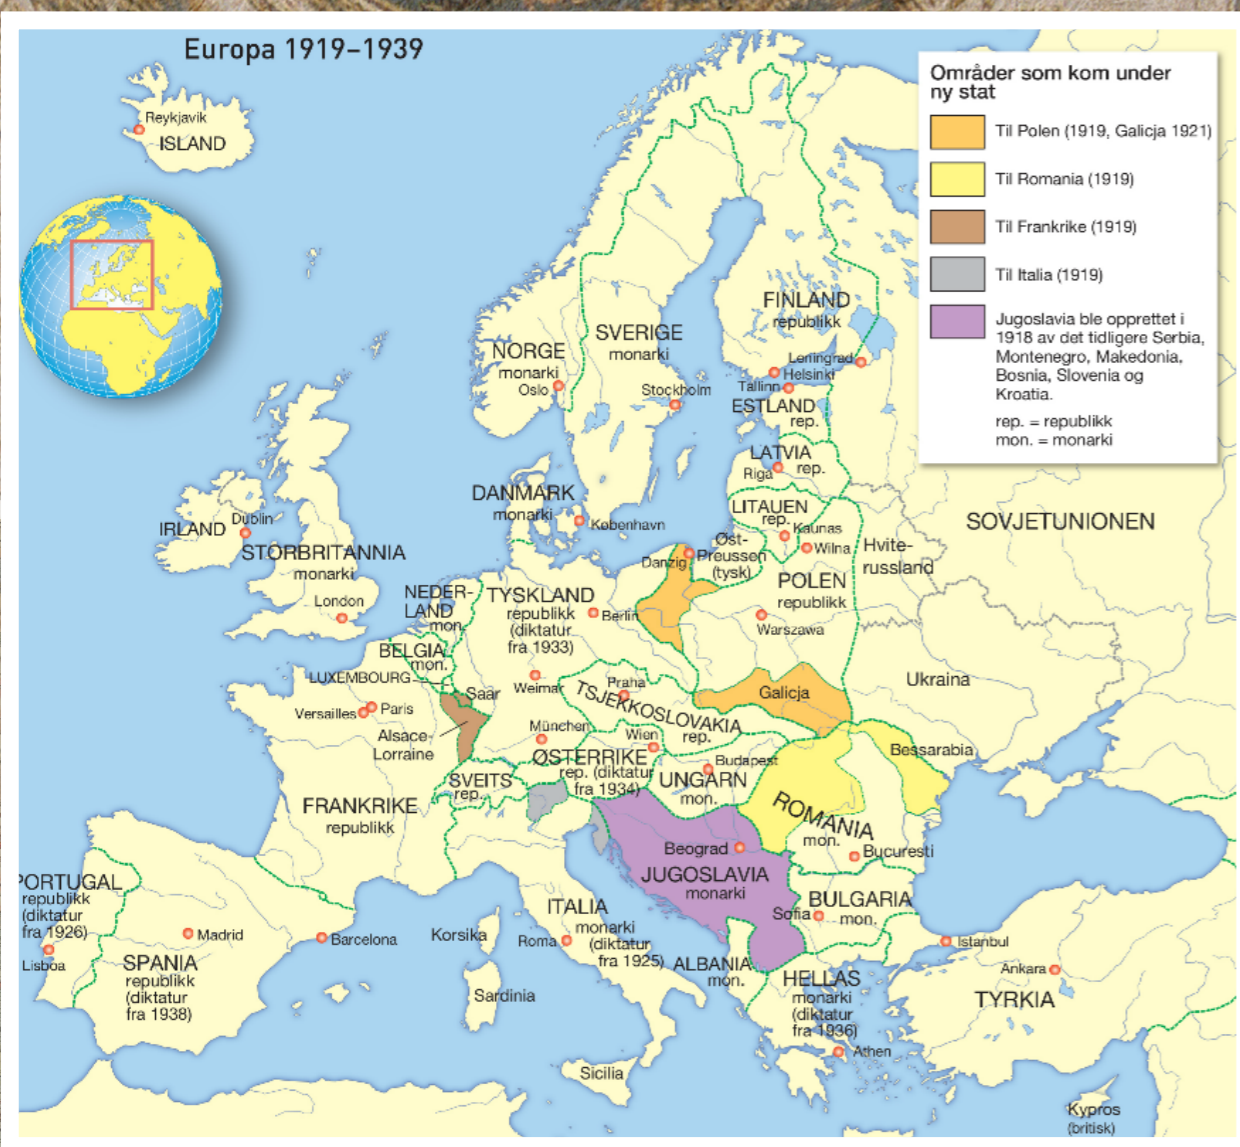 Europa 1919–1939
Områder som kom under
ny stat
Til Polen (1919, Galicja 1921)
Til Romania (1919)
Til Frankrike (1919)
Til Italia (1919)
Jugoslavia ble opprettet i
1918 av det tidligere Serbia,
Montenegro, Makedonia,
Bosnia, Slovenia og
Kroatia.
rep. = republikk
mon. = monarki
Reykjavik
ISLAND
FINLAND
republikk
SVERIGE
monarki
NORGE
monarki
Oslo
Stockholm
Leningrad
Helsinki
Tallinn
ESTLAND
rep.
LATVIA
rep.
Riga
DANMARK
monarki
København
LITAUEN
rep.
Kaunas
Wilna
IRLAND
Dublin
STORBRITANNIA
monarki
London
SOVJETUNIONEN
Hvite-
russland
Øst-
Preussen
(tysk)
Danzig
POLEN
republikk
Warszawa
NEDER-
LAND
mon.
TYSKLAND
republikk
(diktatur
fra 1933)
Berlin
BELGIA
mon.
LUXEMBOURG
Weimar
Saar
Praha
TSJEKKOSLOVAKIA
rep.
Galicja
Ukraina
Versailles
Paris
Alsace-
Lorraine
München
Wien
ØSTERRIKE
rep. (diktatur
fra 1934)
Budapest
UNGARN
mon.
Bessarabia
SVEITS
rep.
FRANKRIKE
republikk
ROMANIA
mon.
Bucuresti
Beograd
JUGOSLAVIA
monarki
PORTUGAL
republikk
(diktatur
fra 1926)
Lisboa
Madrid
Barcelona
SPANIA
republikk
(diktatur
fra 1938)
Korsika
Sardinia
ITALIA
monarki
(diktatur
fra 1925)
Roma
BULGARIA
mon.
Sofia
ALBANIA
mon.
HELLAS
monarki
(diktatur
fra 1936)
Athen
Istanbul
Ankara
TYRKIA
Sicilia
Kypros
(britisk)